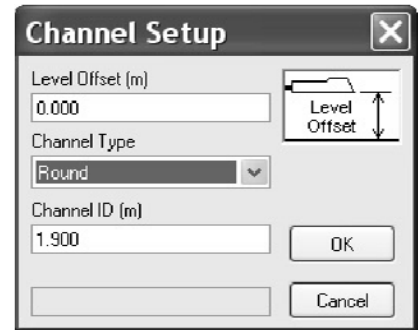 Channel Setup
Level Offset (m)
0.000
Level
Offset
Channel Type
Round
Channel ID (m)
1.900
OK
Cancel